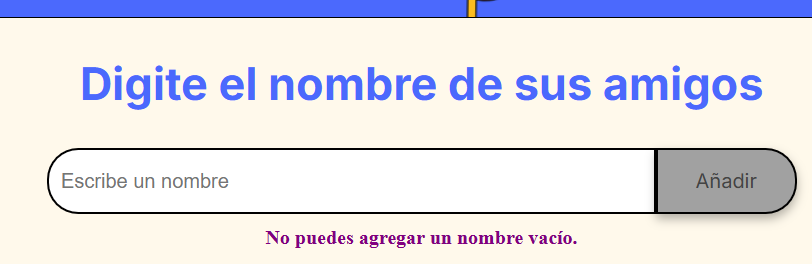 Digite el nombre de sus amigos
Escribe un nombre
Añadir
No puedes agregar un nombre vacío.